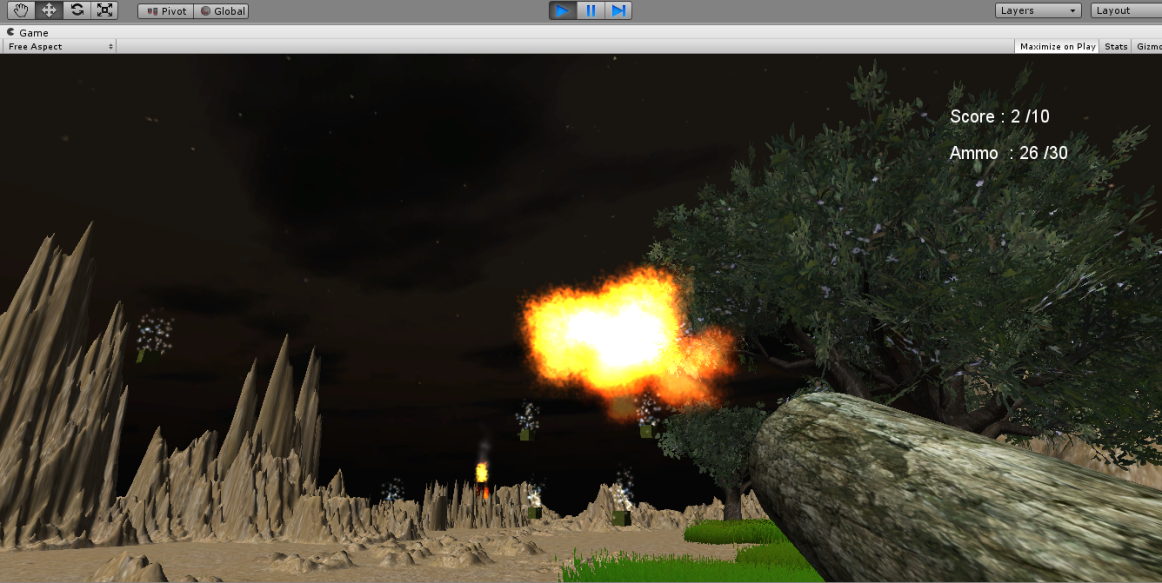 Pivot Global Layers Layout
Game
Free Aspect Maximize on Play Stats Gizmo
Score : 2 /10
Ammo : 26 /30